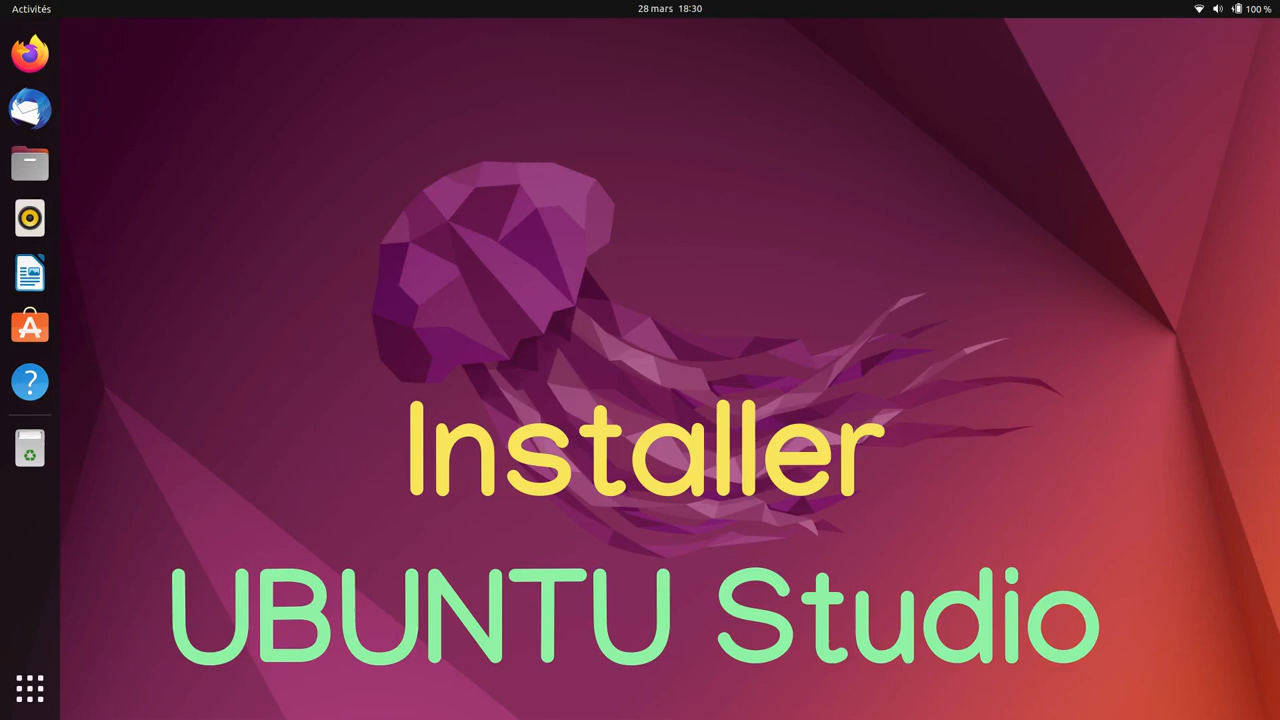 Activités
28 mars 18:30
100 %
Installer
UBUNTU Studio